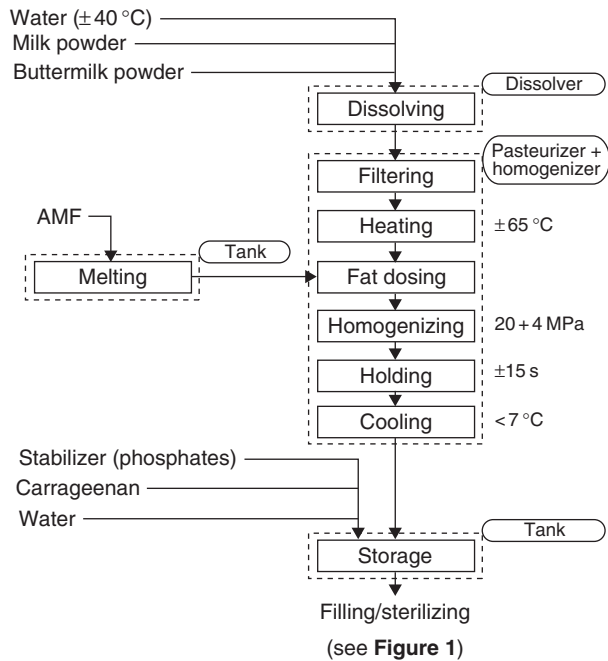 Water (±40 °C)
Milk powder
Buttermilk powder
Dissolver
Dissolving
Pasteurizer +
homogenizer
Filtering
AMF
Heating
±65 °C
Tank
Melting
Fat dosing
Homogenizing
20 + 4 MPa
Holding
±15 s
Cooling
< 7 °C
Stabilizer (phosphates)
Carrageenan
Water
Tank
Storage
Filling/sterilizing
(see Figure 1)